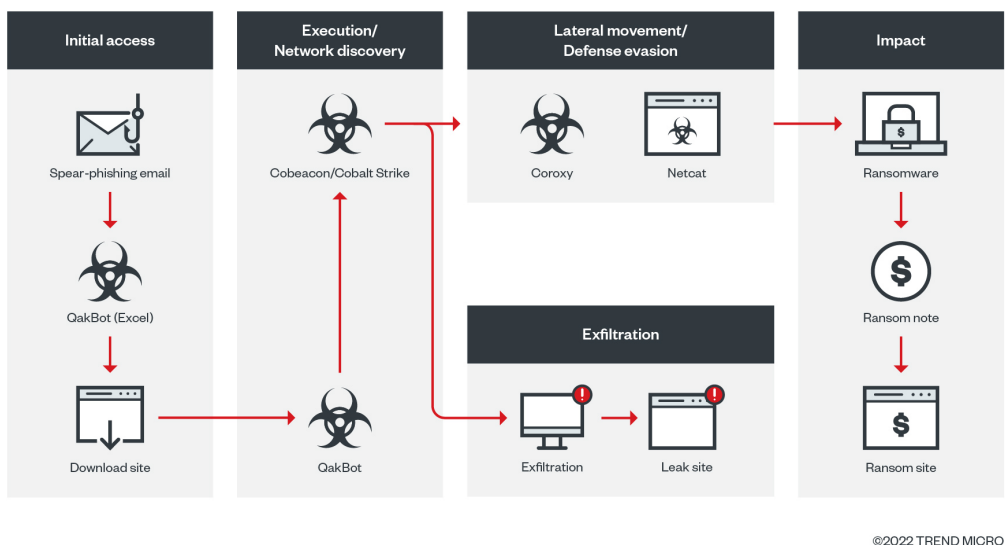 Initial access
Spear-phishing email
QakBot (Excel)
Download site
Execution/
Network discovery
Cobeacon/Cobalt Strike
QakBot
Lateral movement/
Defense evasion
Coroxy
Netcat
Exfiltration
Exfiltration
Leak site
Impact
$
Ransomware
$
Ransom note
$
Ransom site
©2022 TREND MICRO